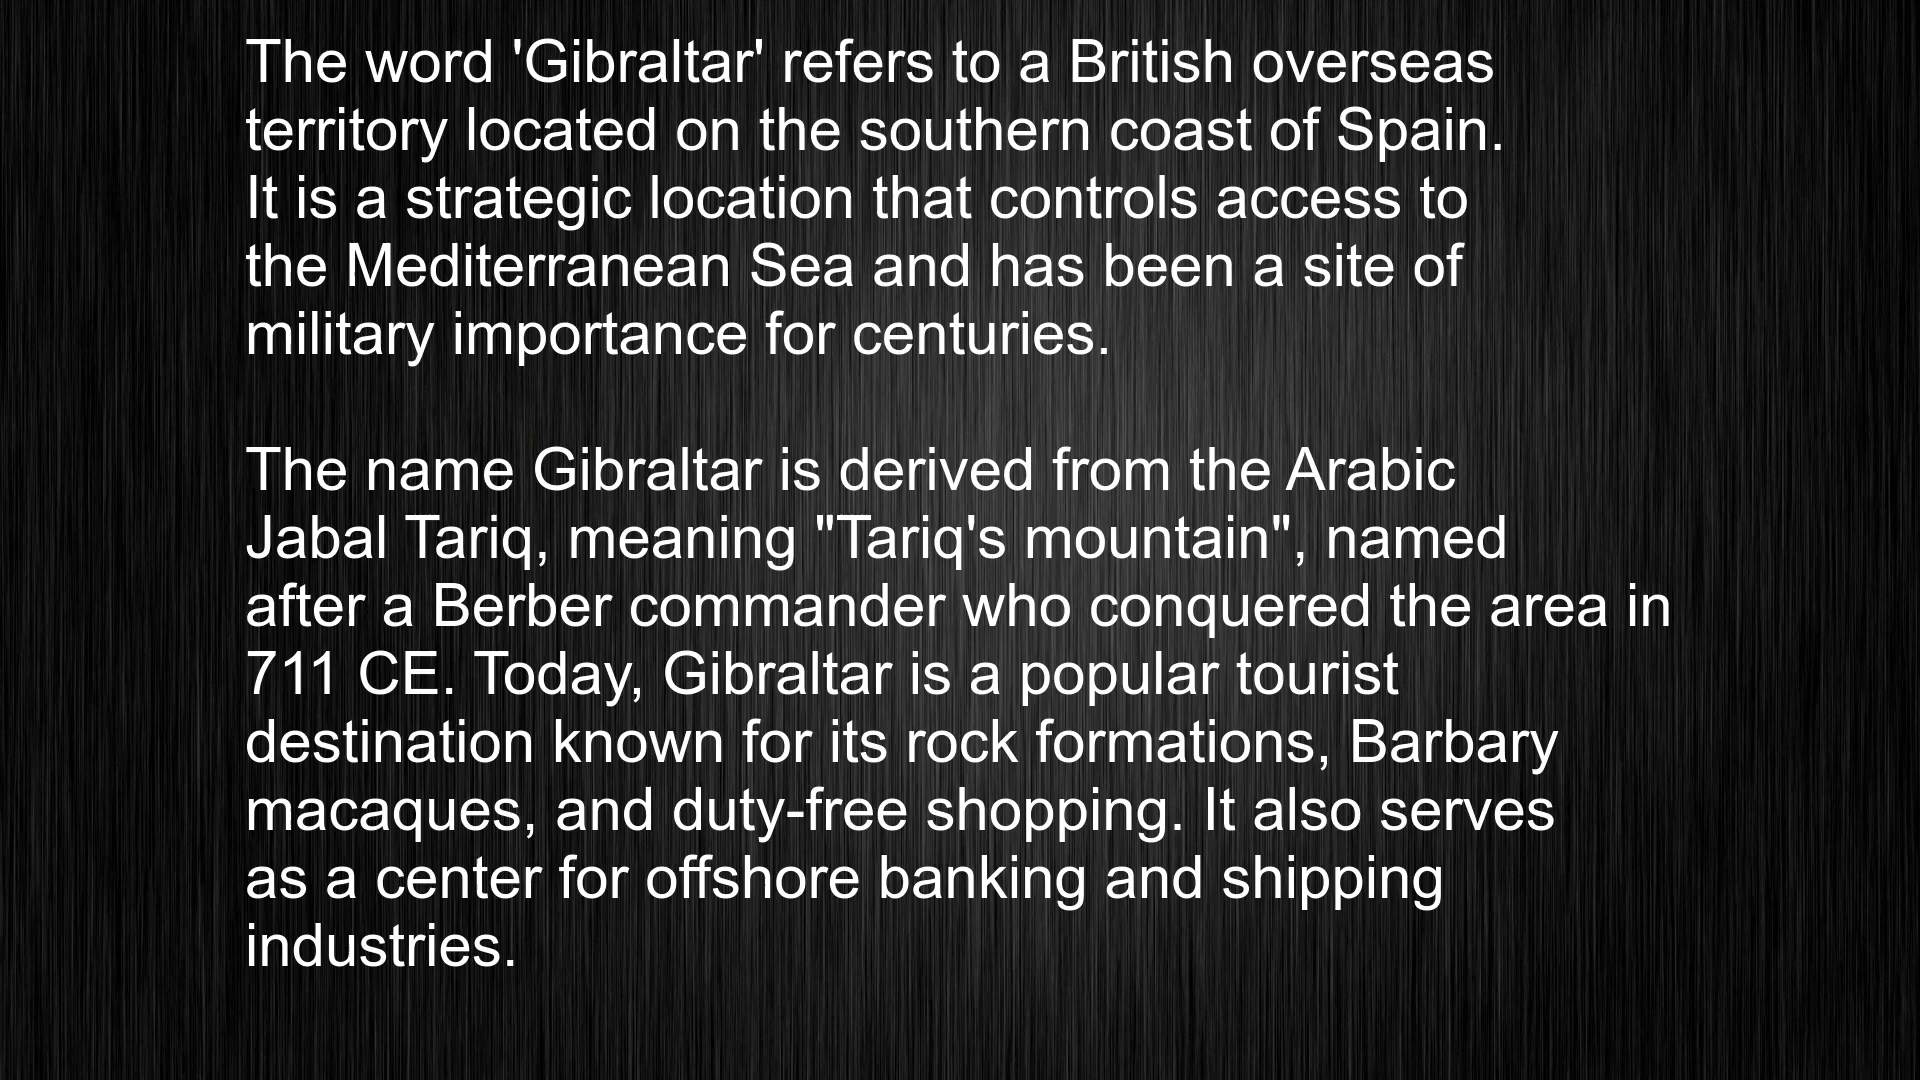 The word 'Gibraltar' refers to a British overseas
territory located on the southern coast of Spain.
It is a strategic location that controls access to
the Mediterranean Sea and has been a site of
military importance for centuries.
The name Gibraltar is derived from the Arabic
Jabal Tariq, meaning "Tariq's mountain", named
after a Berber commander who conquered the area in
711 CE. Today, Gibraltar is a popular tourist
destination known for its rock formations, Barbary
macaques, and duty-free shopping. It also serves
as a center for offshore banking and shipping
industries.